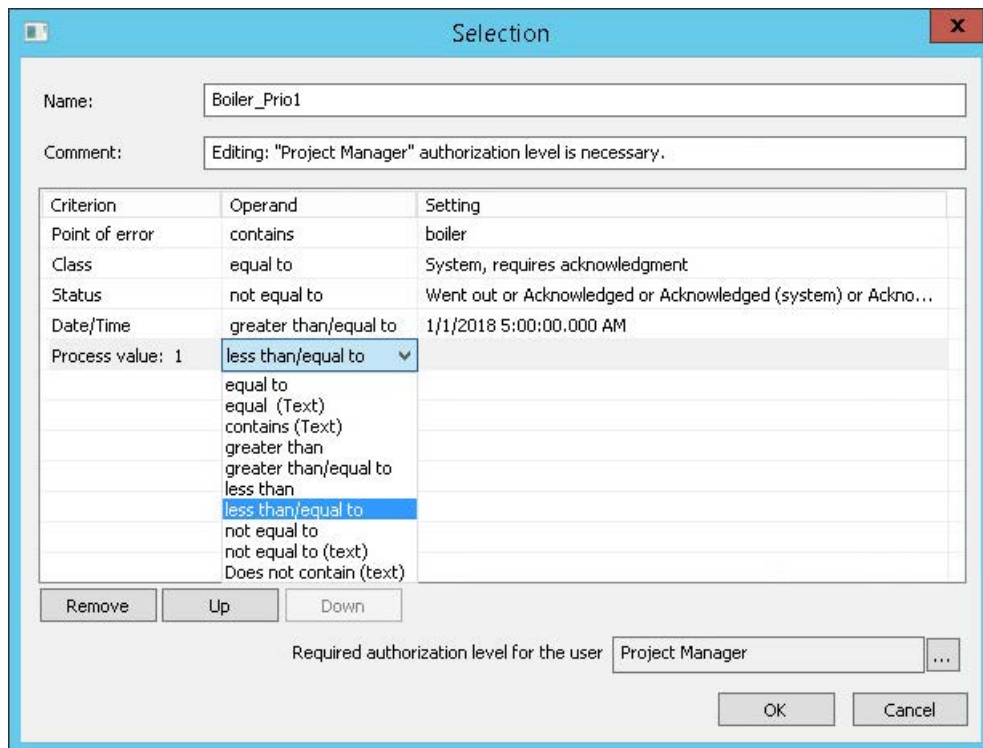 Selection
x
Name: Boiler_Prio1
Comment: Editing: "Project Manager" authorization level is necessary.
Criterion Operand Setting
Point of error contains boiler
Class equal to System, requires acknowledgment
Status not equal to Went out or Acknowledged or Acknowledged (system) or Ackno...
Date/Time greater than/equal to 1/1/2018 5:00:00.000 AM
Process value: 1 less than/equal to
equal to
equal (Text)
contains (Text)
greater than
greater than/equal to
less than
less than/equal to
not equal to
not equal to (text)
Does not contain (text)
Remove Up Down
Required authorization level for the user Project Manager ...
OK Cancel